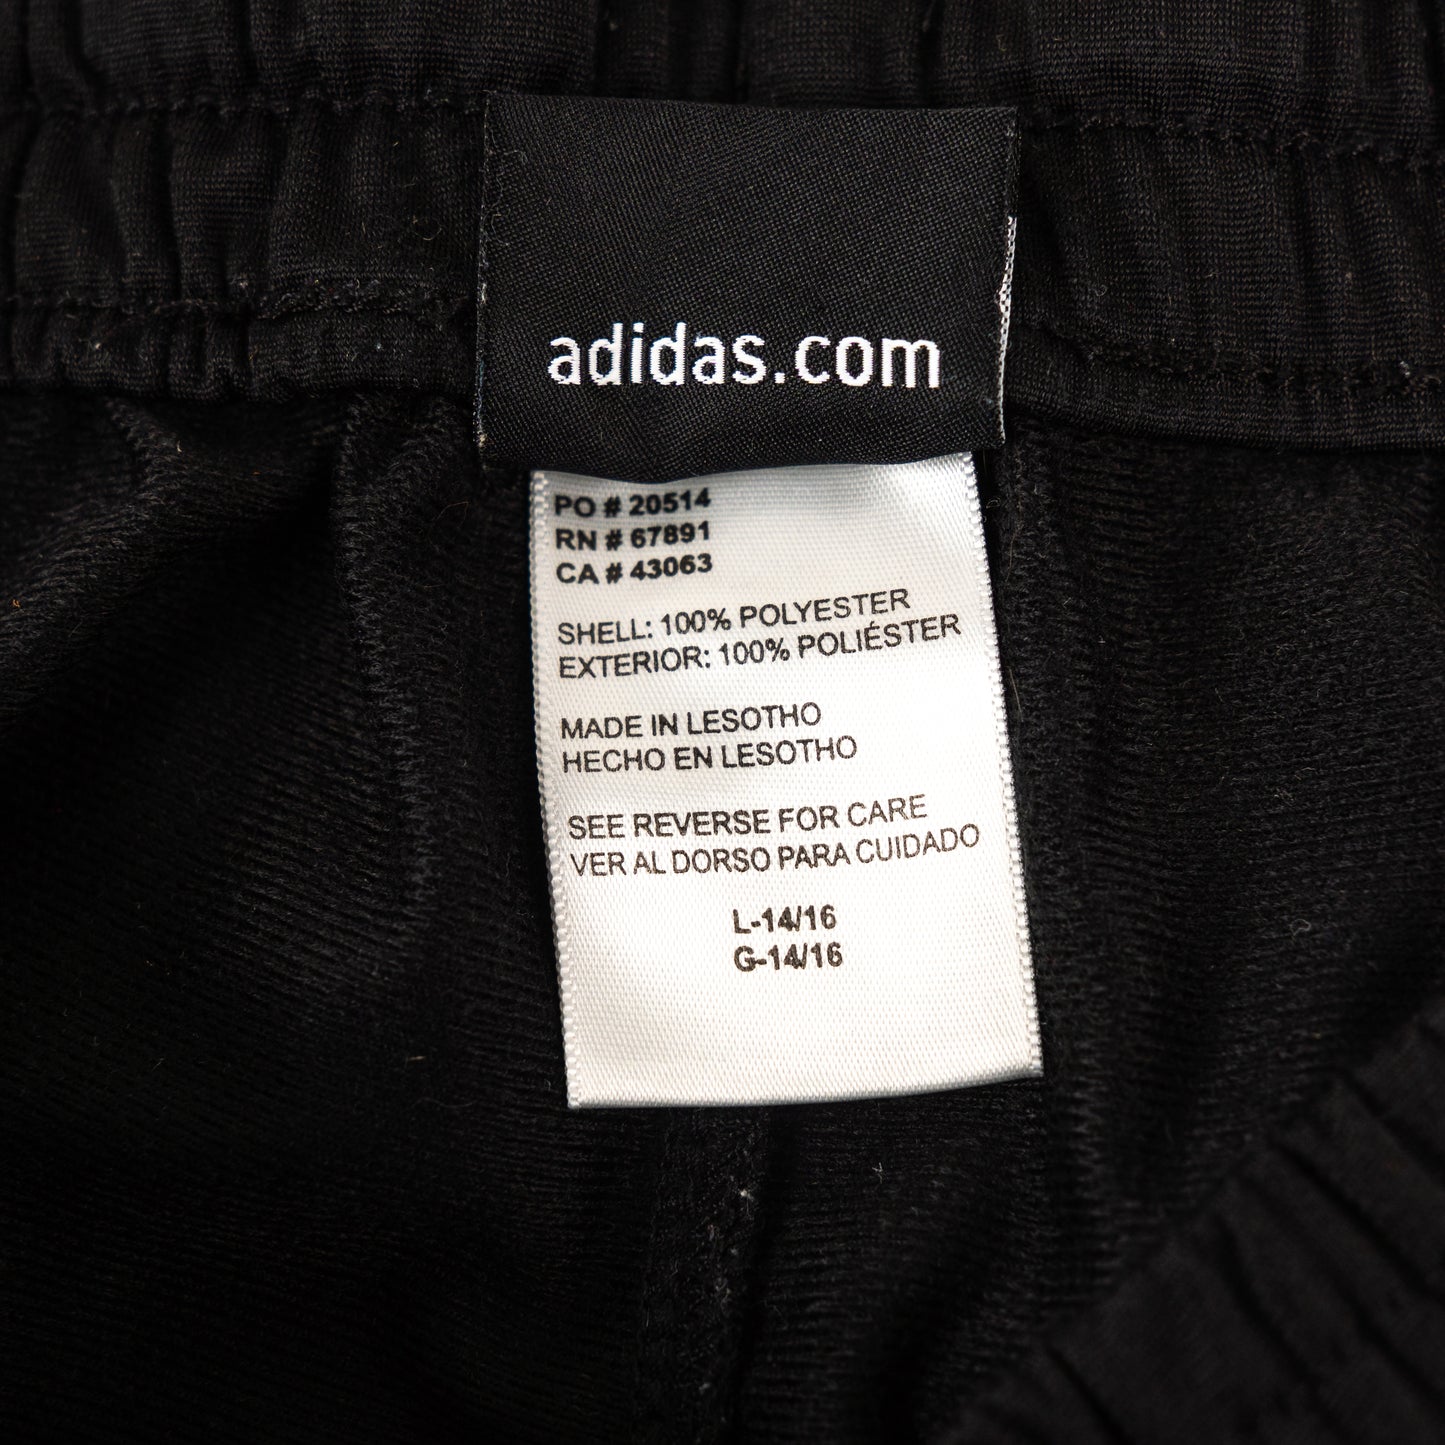 adidas.com
PO # 20514
RN # 67891
CA # 43063
SHELL: 100% POLYESTER
EXTERIOR: 100% POLIÉSTER
MADE IN LESOTHO
HECHO EN LESOTHO
SEE REVERSE FOR CARE
VER AL DORSO PARA CUIDADO
L-14/16
G-14/16